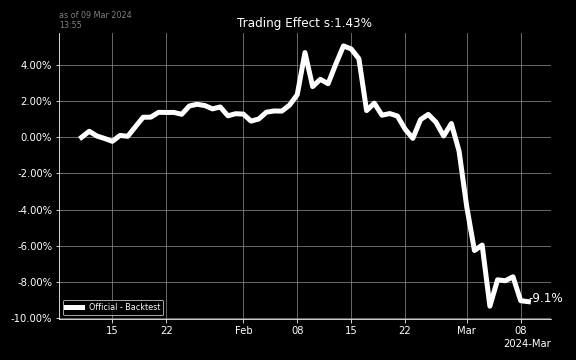 as of 09 Mar 2024
13:55
Trading Effect s:1.43%
4.00%
2.00%
0.00%
-2.00%
-4.00%
-6.00%
-8.00%
-10.00%
-9.1%
Official - Backtest
15 22 Feb 08 15 22 Mar 08
2024-Mar